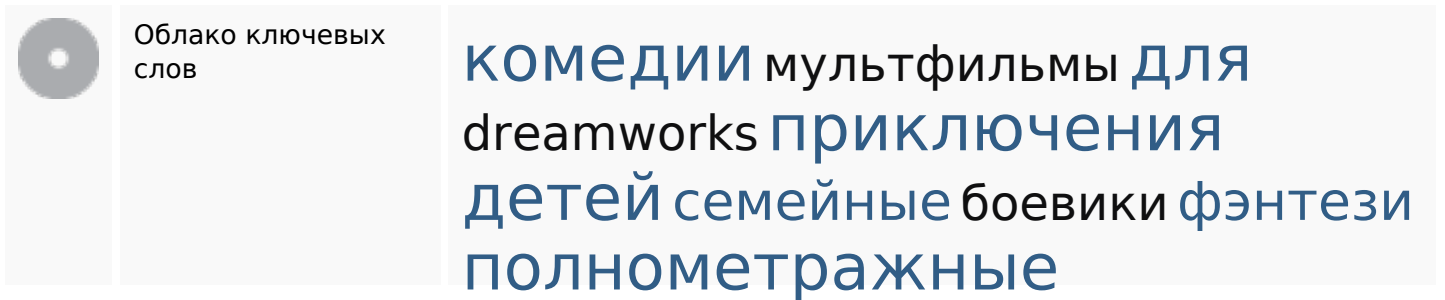 Облако ключевых
слов
комедии мультфильмы для
dreamworks приключения
детей семейные боевики фэнтези
полнометражные